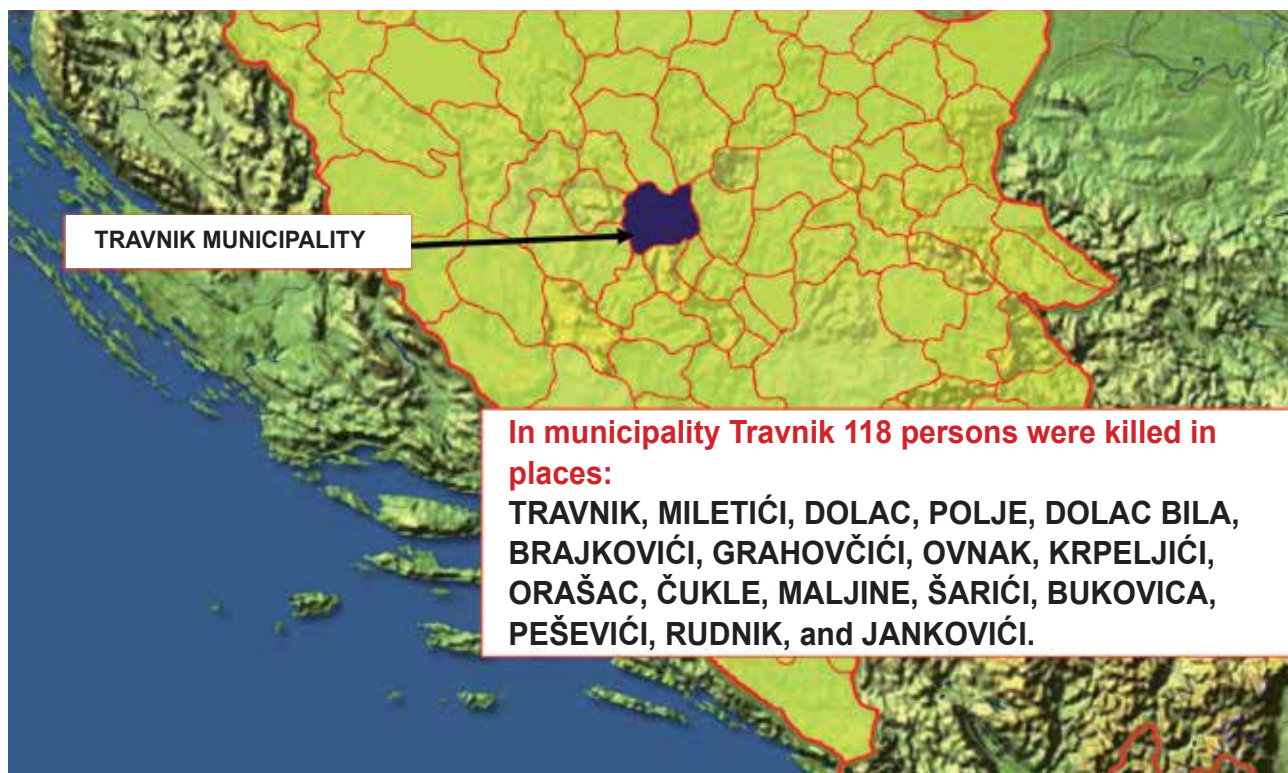 TRAVNIK MUNICIPALITY
In municipality Travnik 118 persons were killed in
places:
TRAVNIK, MILETIĆI, DOLAC, POLJE, DOLAC BILA,
BRAJKOVIĆI, GRAHOVČIĆI, OVNAK, KRPELJIĆI,
ORAŠAC, ČUKLE, MALJINE, ŠARIĆI, BUKOVICA,
PEŠEVIĆI, RUDNIK, and JANKOVIĆI.